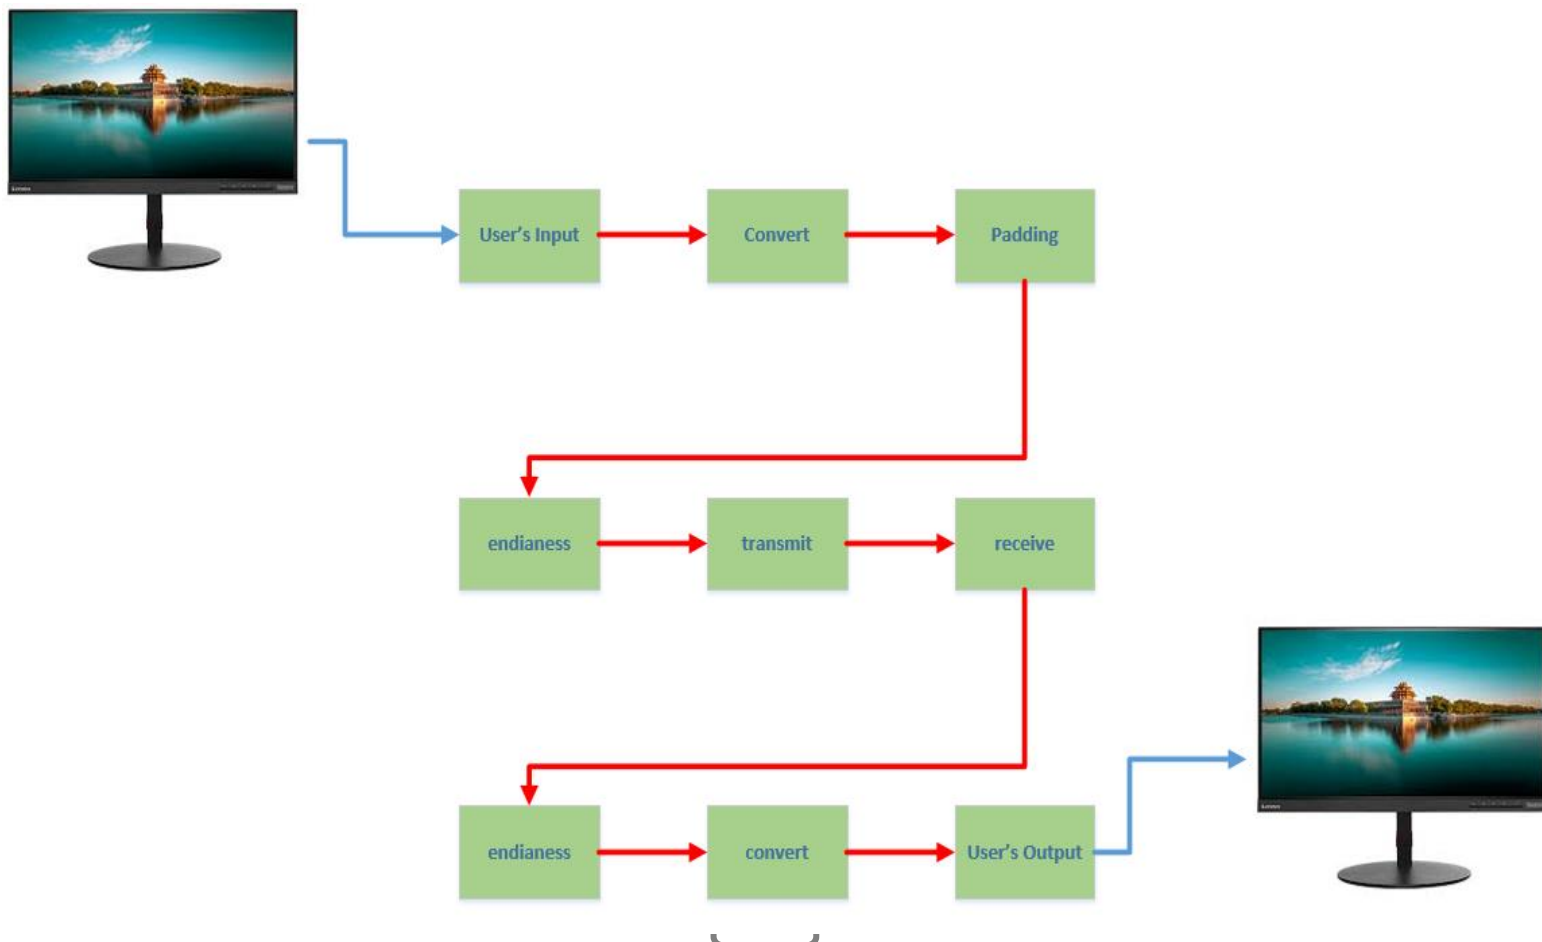 User's Input
Convert
Padding
endianess
transmit
receive
endianess
convert
User's Output